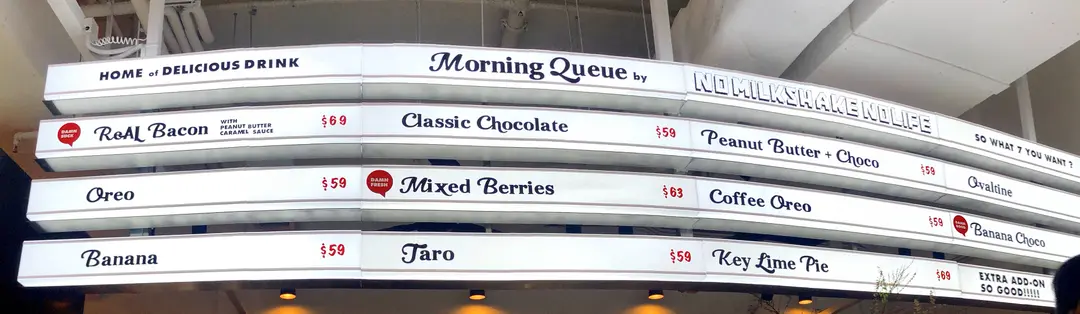 HOME of DELICIOUS DRINK
Morning Queue by
NOMILKSHAKENOLIFE
SO WHAT 7 YOU WANT ?
DAMN
ReAL Bacon
WITH
PEANUT BUTTER
CARAMEL SAUCE
$69
Classic Chocolate
$59
Peanut Butter + Choco
$59
Ovaltine
Oreo
$59
DAMN
FRESH
Mixed Berries
$63
Coffee Oreo
$59
DAMN
Banana Choco
Banana
$59
Taro
$59
Key Lime Pie
$69
EXTRA ADD-ON
SO GOOD!!!!!